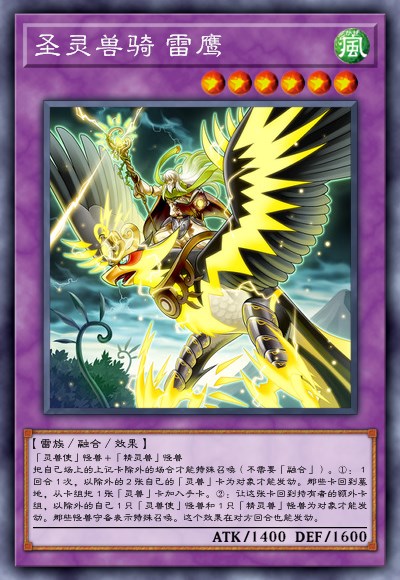 圣灵兽骑 雷鹰
風
【雷族／融合／效果】
「灵兽使」怪兽＋「精灵兽」怪兽
把自己场上的上记卡除外的场合才能特殊召唤（不需要「融合」）。①：1
回合1次，以除外的2张自己的「灵兽」卡为对象才能发动。那些卡回到墓
地，从卡组把1张「灵兽」卡加入手卡。②：让这张卡回到持有者的额外卡
组，以除外的自己1只「灵兽使」怪兽和1只「精灵兽」怪兽为对象才能发
动。那些怪兽守备表示特殊召唤。这个效果在对方回合也能发动。
ATK/1400 DEF/1600